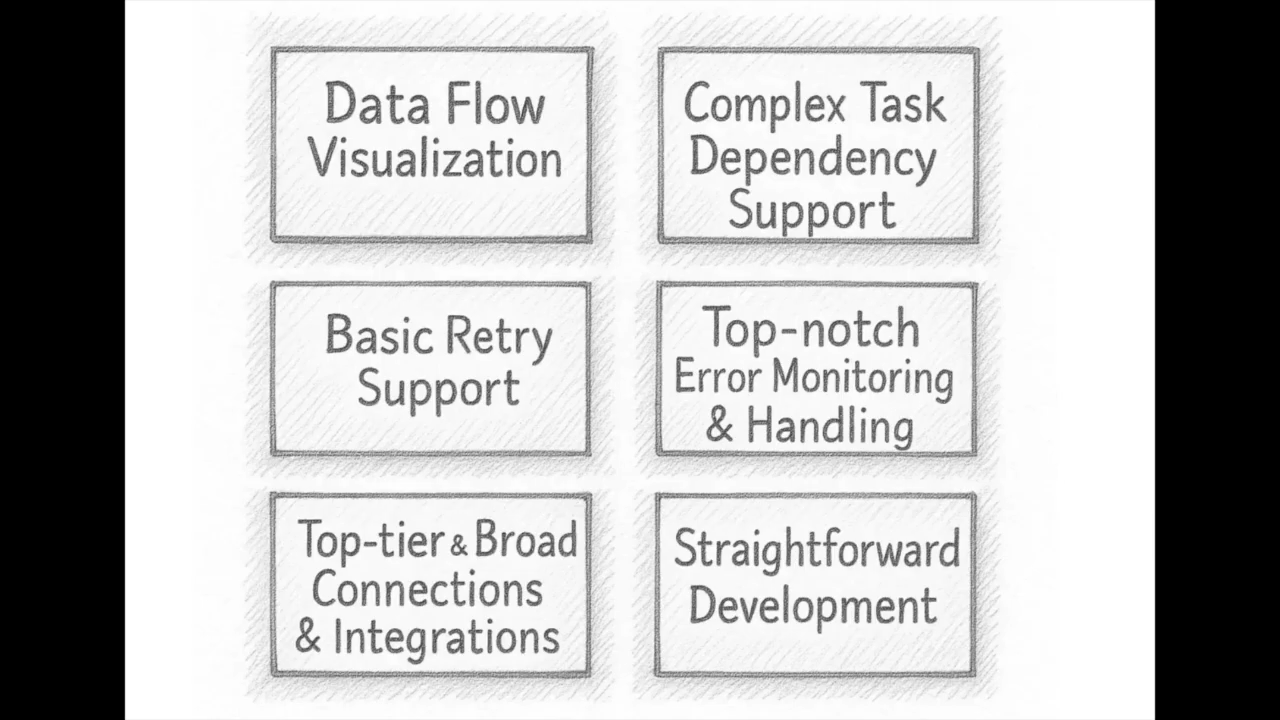 Data Flow
Visualization
Complex Task
Dependency
Support
Basic Retry
Support
Top-notch
Error Monitoring
& Handling
Top-tier & Broad
Connections
& Integrations
Straightforward
Development